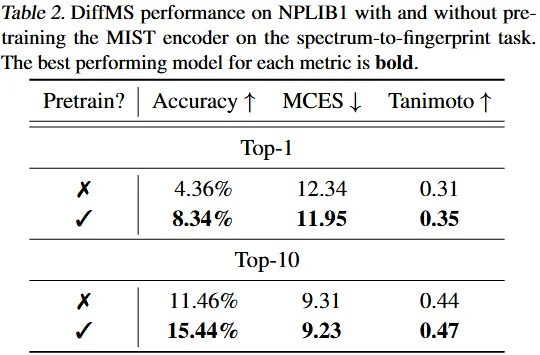 Table 2. DiffMS performance on NPLIB1 with and without pre-
training the MIST encoder on the spectrum-to-fingerprint task.
The best performing model for each metric is bold.
Pretrain? Accuracy ↑ MCES ↓ Tanimoto ↑
Top-1
✗ 4.36% 12.34 0.31
✓ 8.34% 11.95 0.35
Top-10
✗ 11.46% 9.31 0.44
✓ 15.44% 9.23 0.47